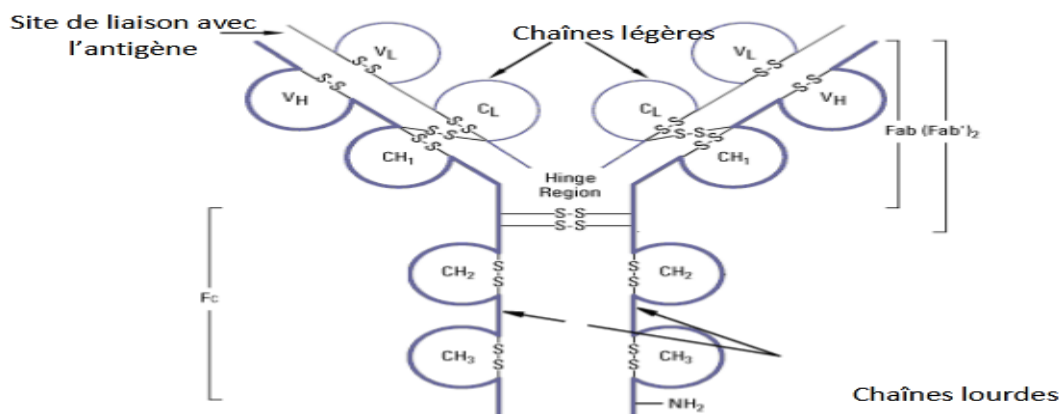 Site de liaison avec
l'antigène
Chaînes légères
VL
VL
S-S
S-S
S-S
S-S
VH
VH
CL
CL
S-S
S-S
S-S
S-S
S-S
S-S
CH1
CH1
Fab (Fab')2
Hinge
Region
S-S
S-S
CH2
S
S
S
S
CH2
Fc
CH3
S
S
S
S
CH3
Chaînes lourdes
NH2